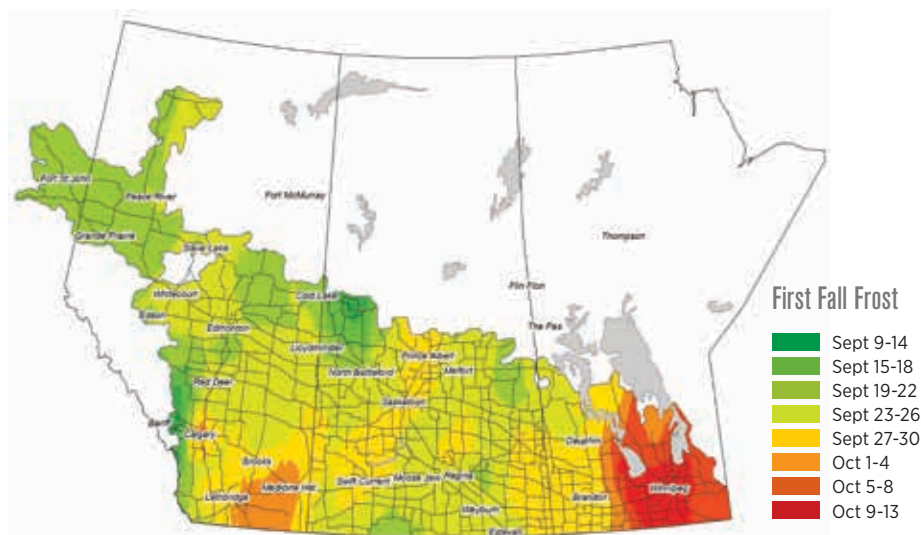 Fort St John
Peace River
Fort McMurray
Grande Prairie
Slave Lake
Thompson
Whitecourt
Cold Lake
Flin Flon
Edson
Edmonton
The Pas
Lloydminster
Prince Albert
North Battleford
Melfort
Red Deer
Saskatoon
Banff
Calgary
Dauphin
Brooks
Medicine Hat
Swift Current
Moose Jaw
Regina
Winnipeg
Lethbridge
Brandon
Weyburn
Estevan
First Fall Frost
Sept 9-14
Sept 15-18
Sept 19-22
Sept 23-26
Sept 27-30
Oct 1-4
Oct 5-8
Oct 9-13